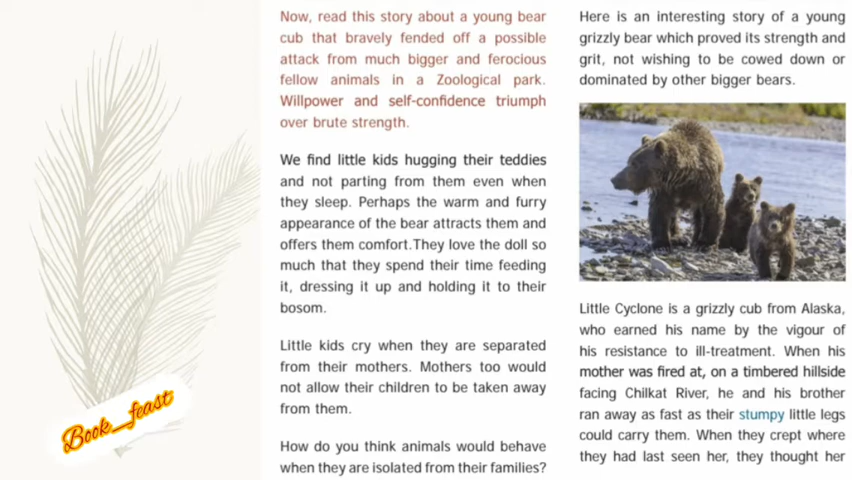 Now, read this story about a young bear
cub that bravely fended off a possible
attack from much bigger and ferocious
fellow animals in a Zoological park.
Willpower and self-confidence triumph
over brute strength.
We find little kids hugging their teddies
and not parting from them even when
they sleep. Perhaps the warm and furry
appearance of the bear attracts them and
offers them comfort.They love the doll so
much that they spend their time feeding
it, dressing it up and holding it to their
bosom.
Little kids cry when they are separated
from their mothers. Mothers too would
not allow their children to be taken away
from them.
How do you think animals would behave
when they are isolated from their families?
Here is an interesting story of a young
grizzly bear which proved its strength and
grit, not wishing to be cowed down or
dominated by other bigger bears.
Little Cyclone is a grizzly cub from Alaska,
who earned his name by the vigour of
his resistance to ill-treatment. When his
mother was fired at, on a timbered hillside
facing Chilkat River, he and his brother
ran away as fast as their stumpy little legs
could carry them. When they crept where
they had last seen her, they thought her
Book_feast